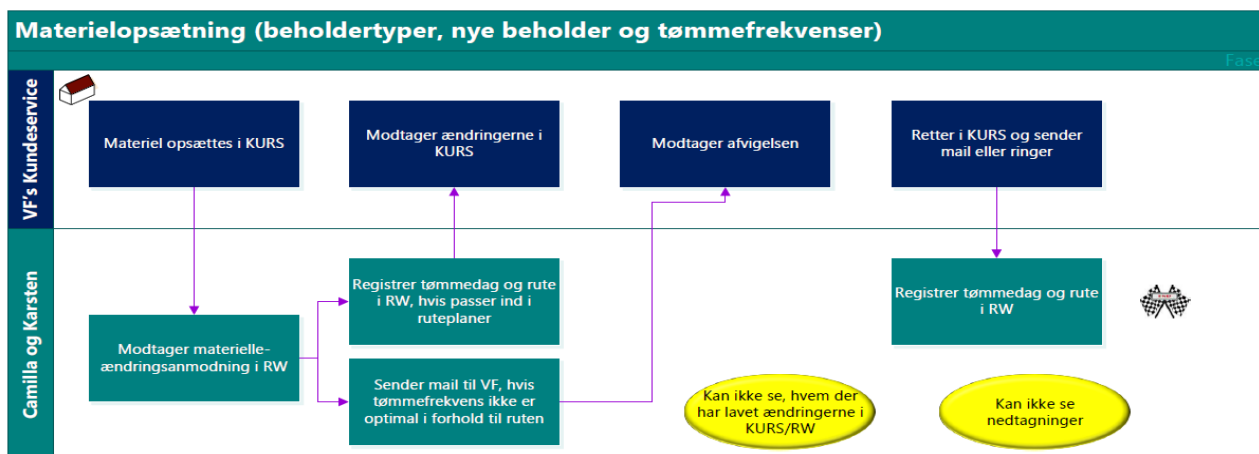 Materielopsætning (beholdertyper, nye beholder og tømmefrekvenser)
Fase
VF's Kundeservice
Materiel opsættes i KURS
Modtager ændringerne i
KURS
Modtager afvigelsen
Retter i KURS og sender
mail eller ringer
Camilla og Karsten
Modtager materielle-
ændringsanmodning i RW
Registrer tømmedag og rute
i RW, hvis passer ind i
ruteplaner
Sender mail til VF, hvis
tømmefrekvens ikke er
optimal i forhold til ruten
Kan ikke se, hvem der
har lavet ændringerne i
KURS/RW
Registrer tømmedag og rute
i RW
Kan ikke se
nedtagninger